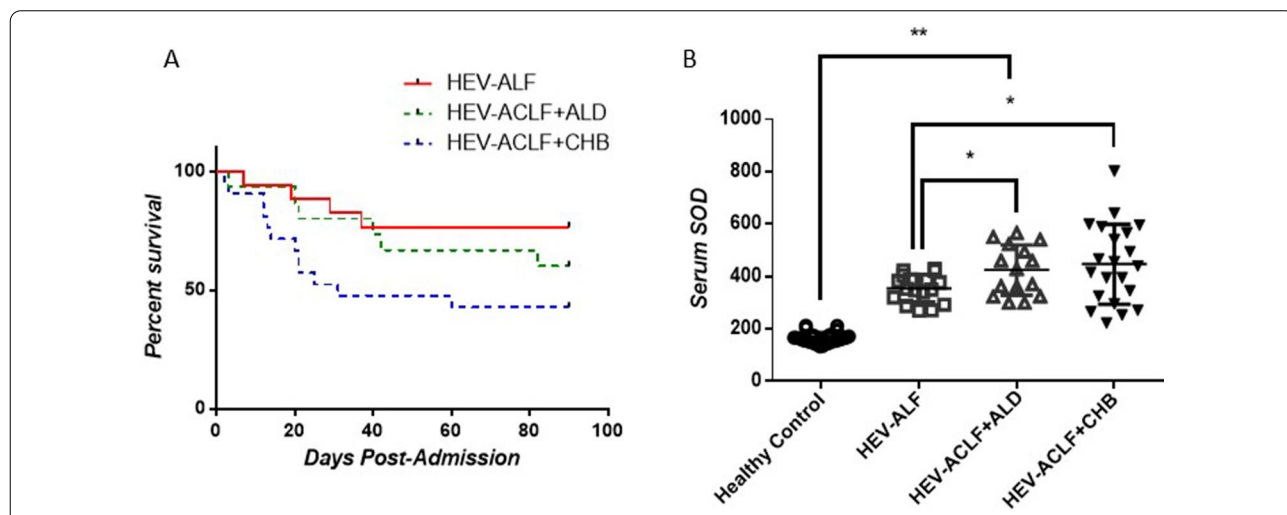 A
HEV-ALF
HEV-ACLF+ALD
HEV-ACLF+CHB
Percent survival
100
50
0
0 20 40 60 80 100
Days Post-Admission
B
**
*
*
Serum SOD
1000
800
600
400
200
0
Healthy Control
HEV-ALF
HEV-ACLF+ALD
HEV-ACLF+CHB